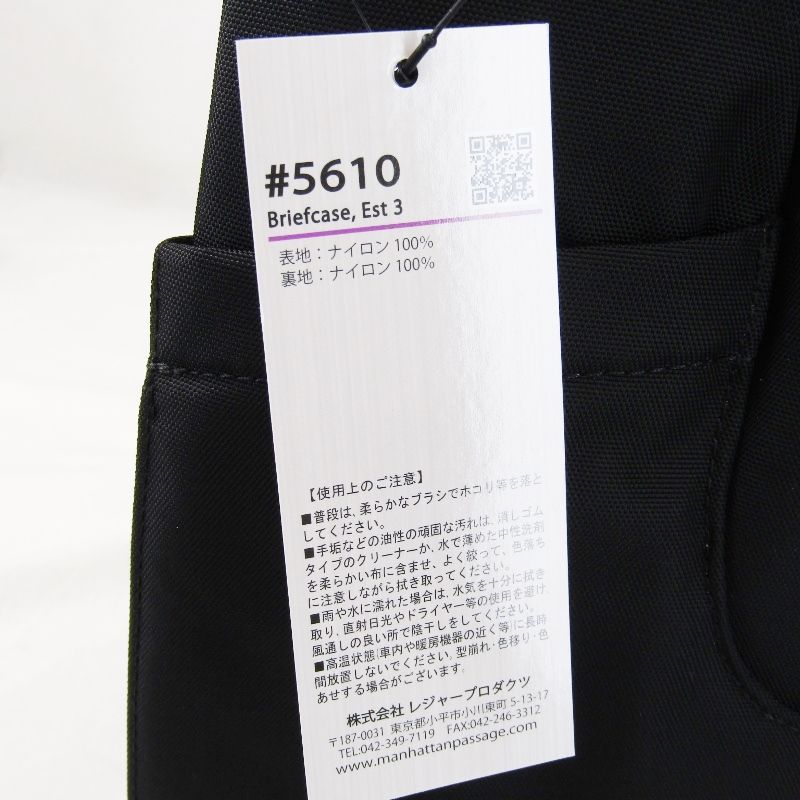 #5610
Briefcase, Est 3
表地：ナイロン 100%
裏地：ナイロン 100%
【使用上のご注意】
■普段は、柔らかなブラシでホコリ等を落と
してください。
■手垢などの油性の頑固な汚れは、消しゴム
タイプのクリーナーか、水で薄めた中性洗剤
を柔らかい布に含ませ、よく絞って、色落ち
に注意しながら拭き取ってください。
■雨や水に濡れた場合は、水気を十分に拭き
取り、直射日光やドライヤー等の使用を避け、
風通しの良い所で陰干しをしてください。
■高温状態(車内や暖房機器の近く等)に長時
間放置しないでください。型崩れ・色移り・色
あせする場合がございます。
株式会社 レジャープロダクツ
〒187-0031 東京都小平市小川東町 5-13-17
TEL:042-349-7119 FAX:042-246-3312
www.manhattanpassage.com